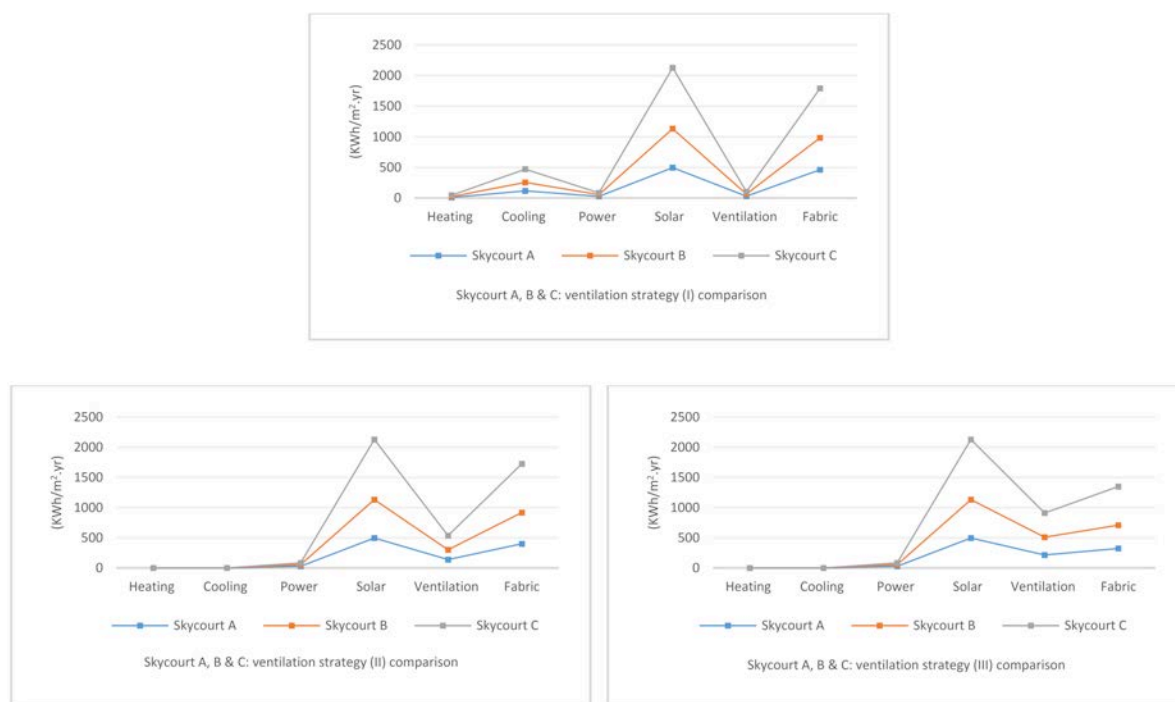 2500
2000
1500
1000
500
0
(KWh/m².yr)
Heating Cooling Power Solar Ventilation Fabric
Skycourt A Skycourt B Skycourt C
Skycourt A, B & C: ventilation strategy (I) comparison
2500
2000
1500
1000
500
0
(KWh/m².yr)
Heating Cooling Power Solar Ventilation Fabric
Skycourt A Skycourt B Skycourt C
Skycourt A, B & C: ventilation strategy (II) comparison
2500
2000
1500
1000
500
0
(KWh/m².yr)
Heating Cooling Power Solar Ventilation Fabric
Skycourt A Skycourt B Skycourt C
Skycourt A, B & C: ventilation strategy (III) comparison